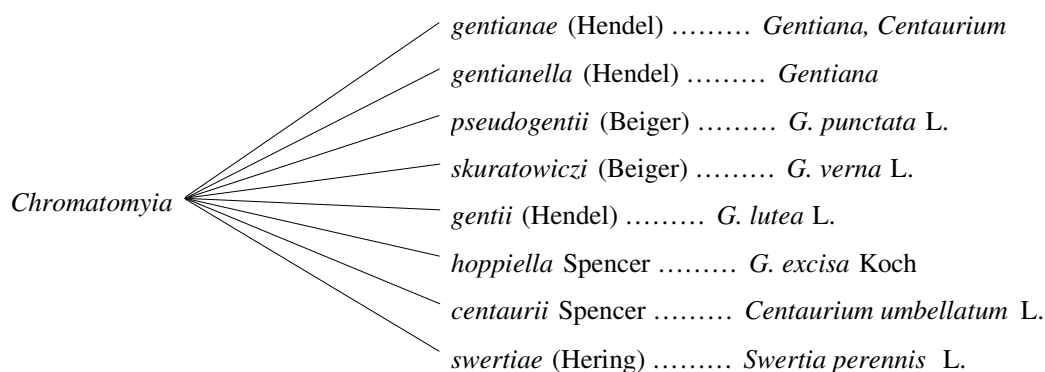 gentianae (Hendel) ……… Gentiana, Centaurium
gentianella (Hendel) ……… Gentiana
pseudogentii (Beiger) ……… G. punctata L.
skuratowiczi (Beiger) ……… G. verna L.
Chromatomyia
gentii (Hendel) ……… G. lutea L.
hoppiella Spencer ……… G. excisa Koch
centaurii Spencer ……… Centaurium umbellatum L.
swertiae (Hering) ……… Swertia perennis L.